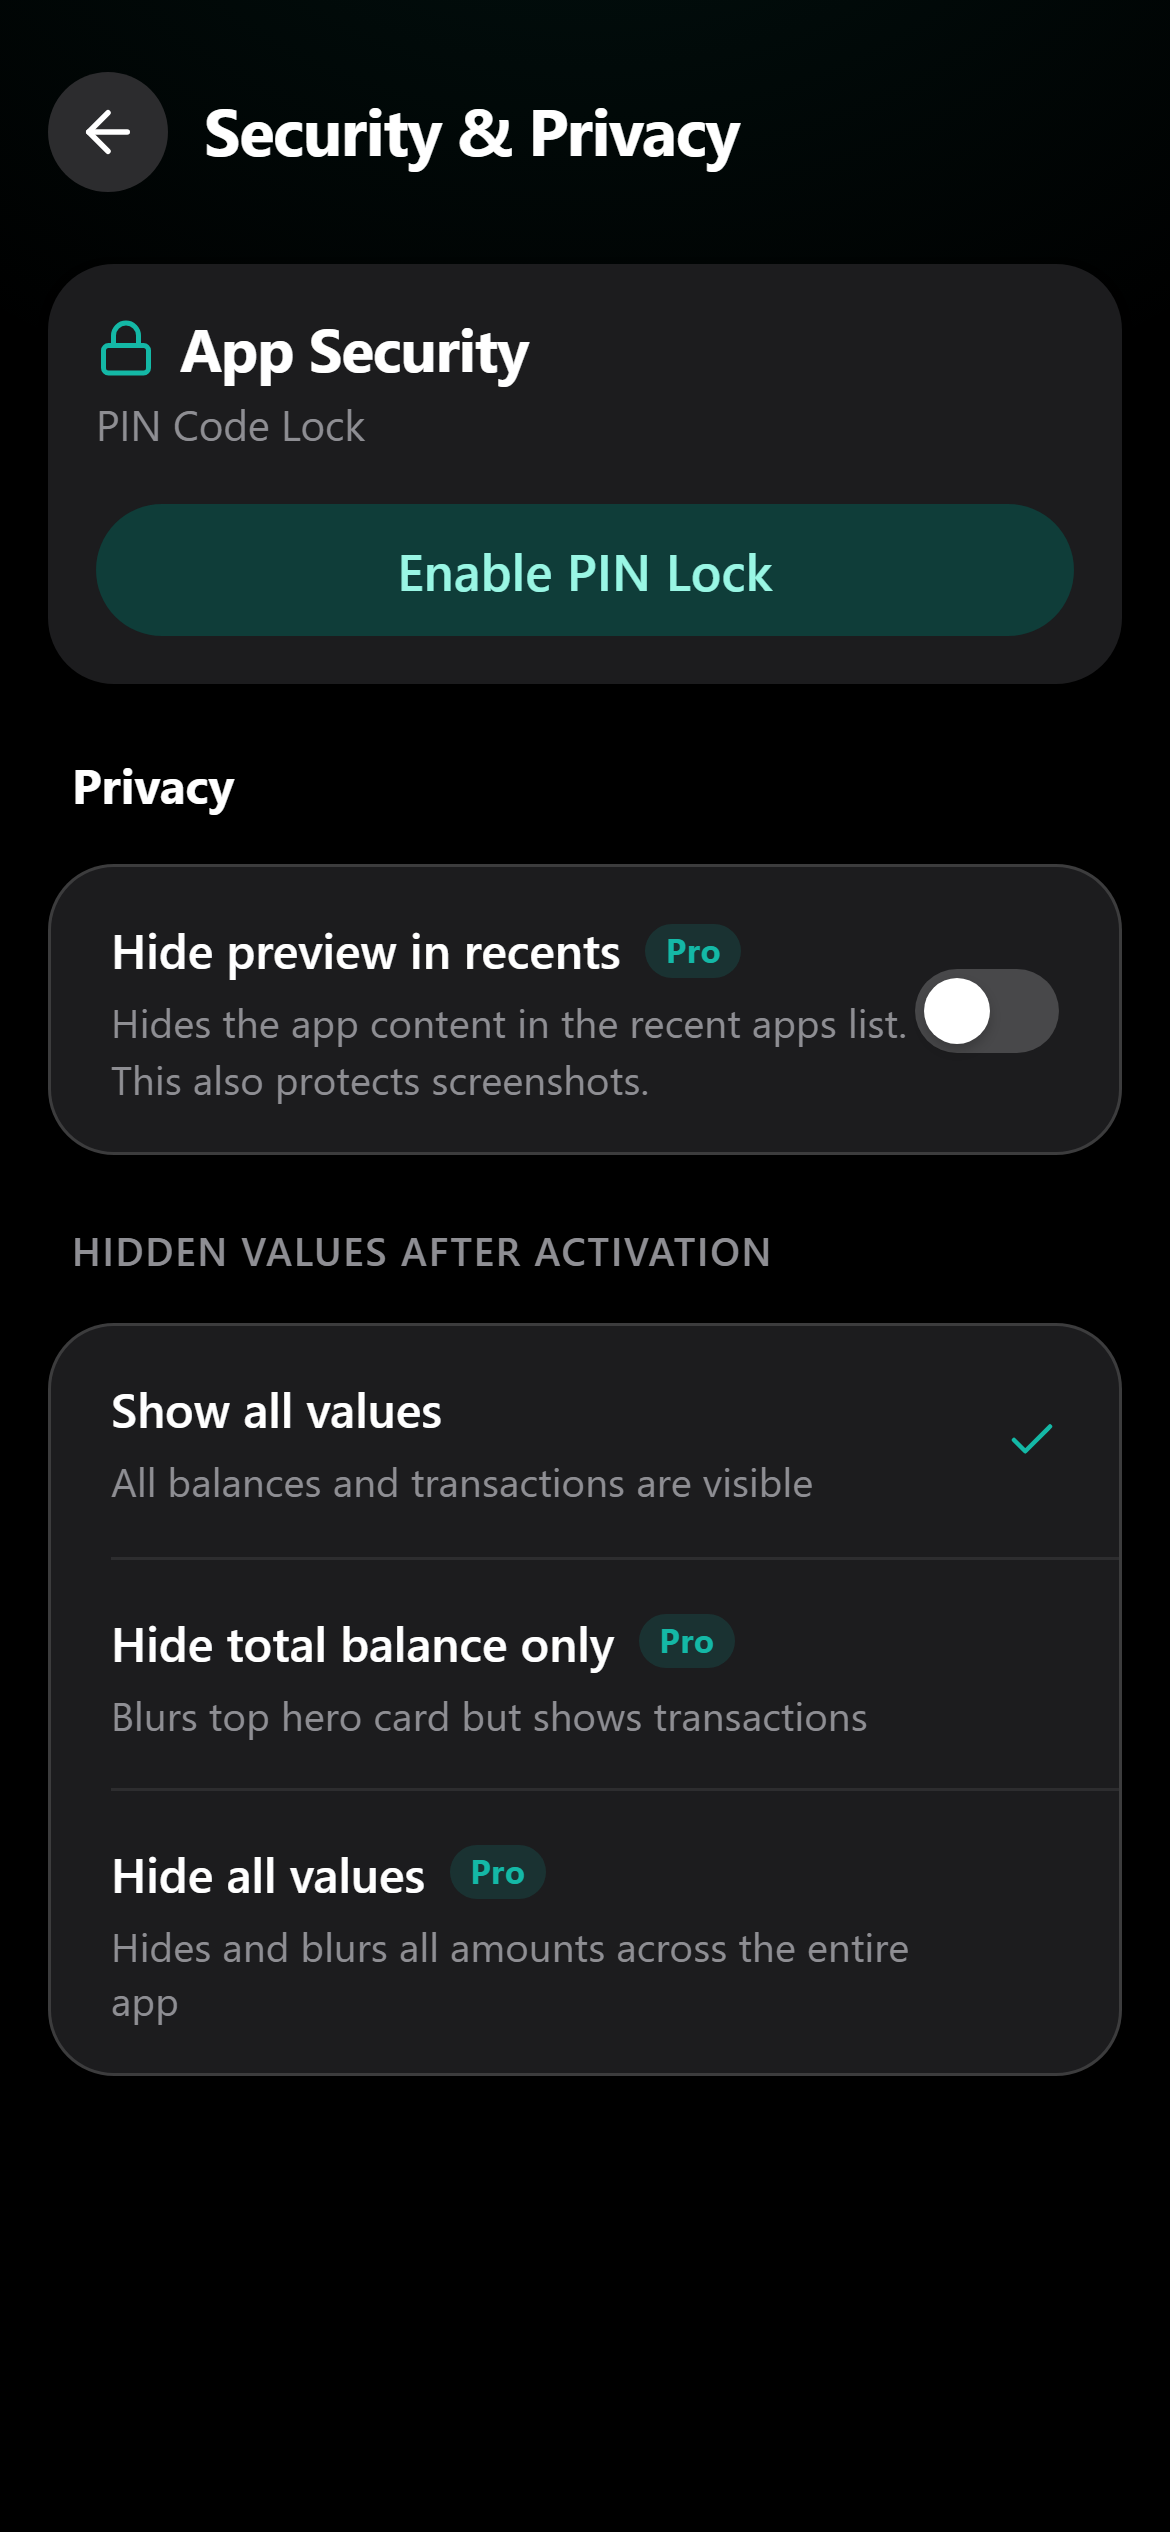 Security & Privacy
App Security
PIN Code Lock
Enable PIN Lock
Privacy
Hide preview in recents Pro
Hides the app content in the recent apps list.
This also protects screenshots.
HIDDEN VALUES AFTER ACTIVATION
Show all values
All balances and transactions are visible
Hide total balance only Pro
Blurs top hero card but shows transactions
Hide all values Pro
Hides and blurs all amounts across the entire
app